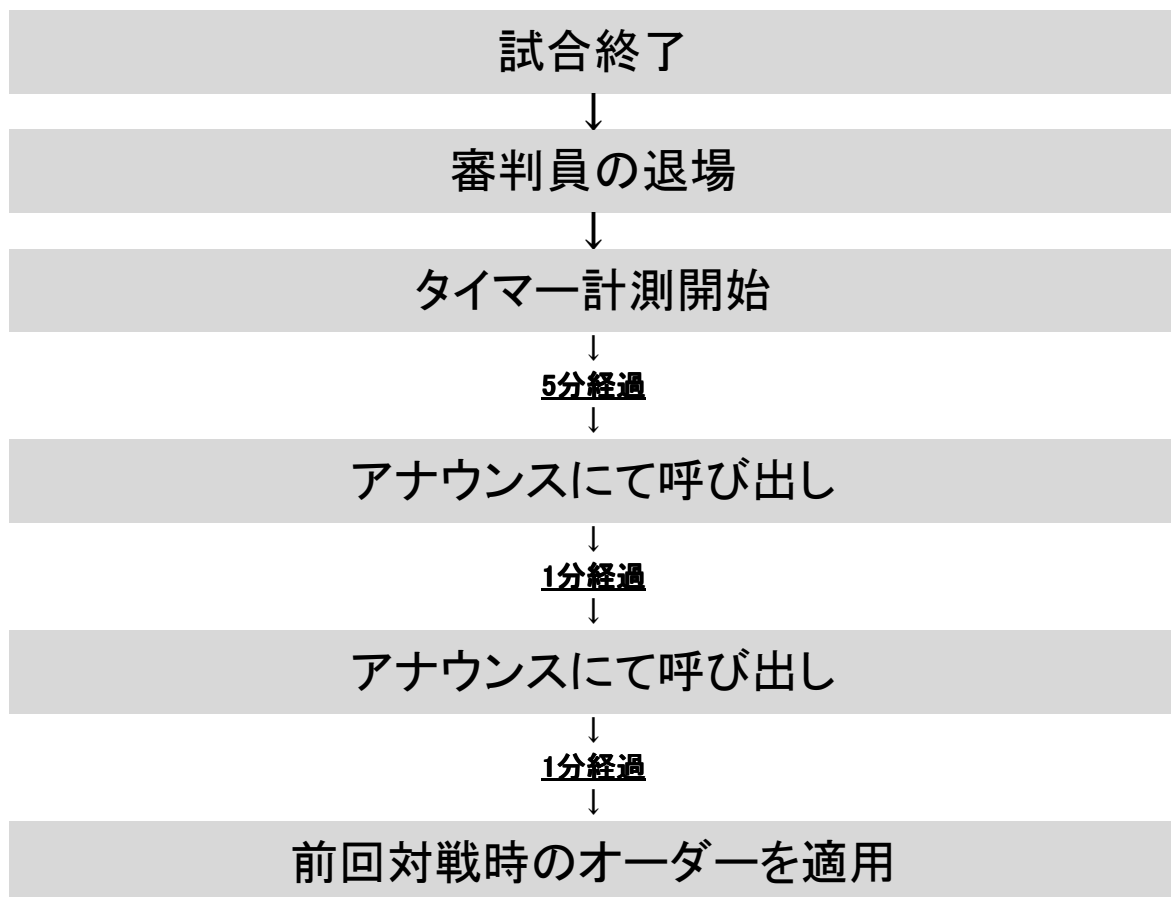 試合終了
↓
審判員の退場
↓
タイマー計測開始
↓
5分経過
↓
アナウンスにて呼び出し
↓
1分経過
↓
アナウンスにて呼び出し
↓
1分経過
↓
前回対戦時のオーダーを適用